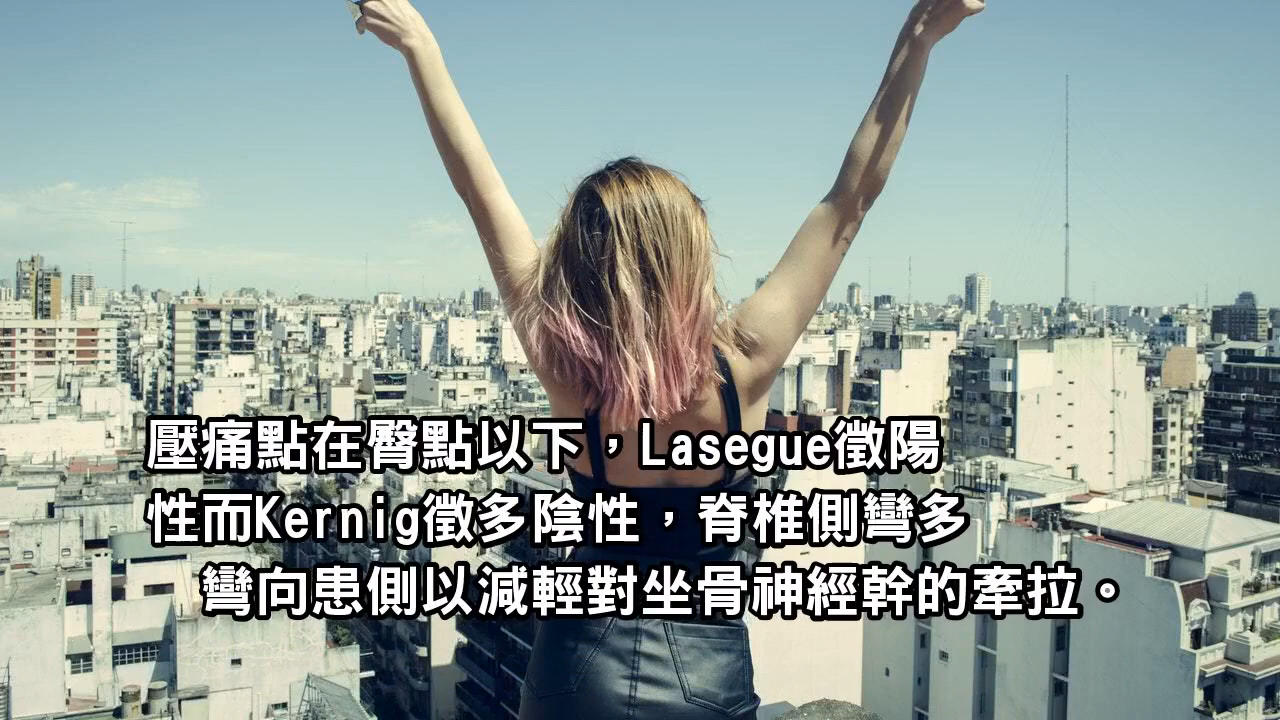 壓痛點在臀點以下，Lasegue徵陽
性而Kernig徵多陰性，脊椎側彎多
彎向患側以減輕對坐骨神經幹的牽拉。